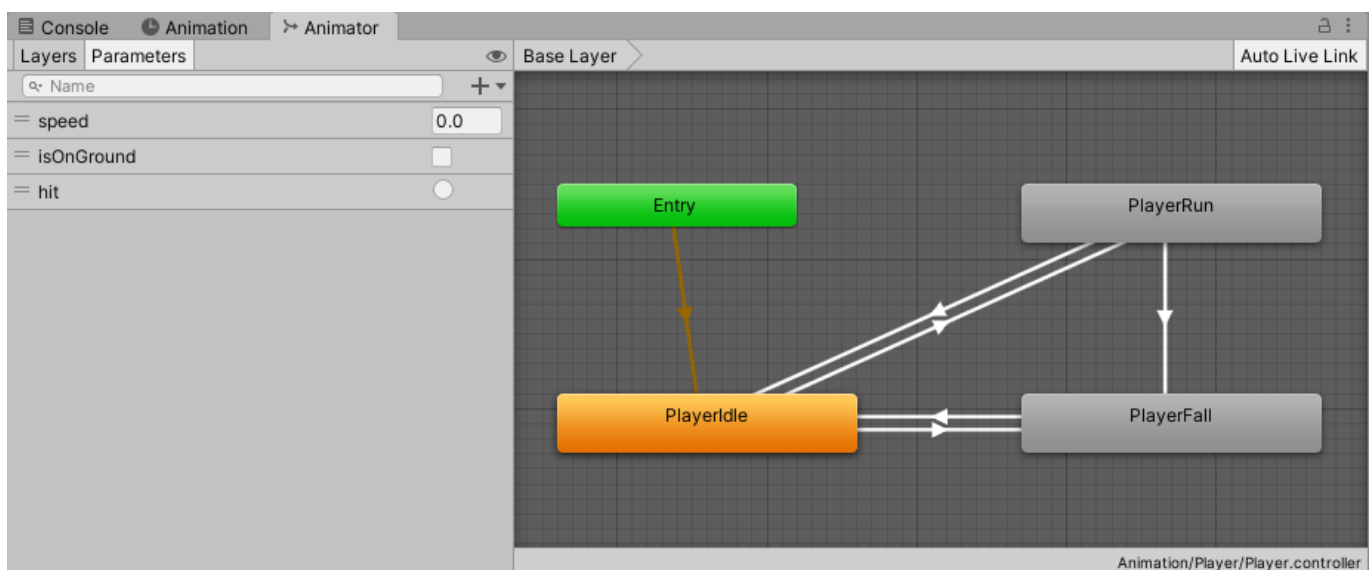 Console Animation Animator
Layers Parameters Base Layer Auto Live Link
Name
speed 0.0
isOnGround
hit
Entry PlayerRun
PlayerIdle PlayerFall
Animation/Player/Player.controller